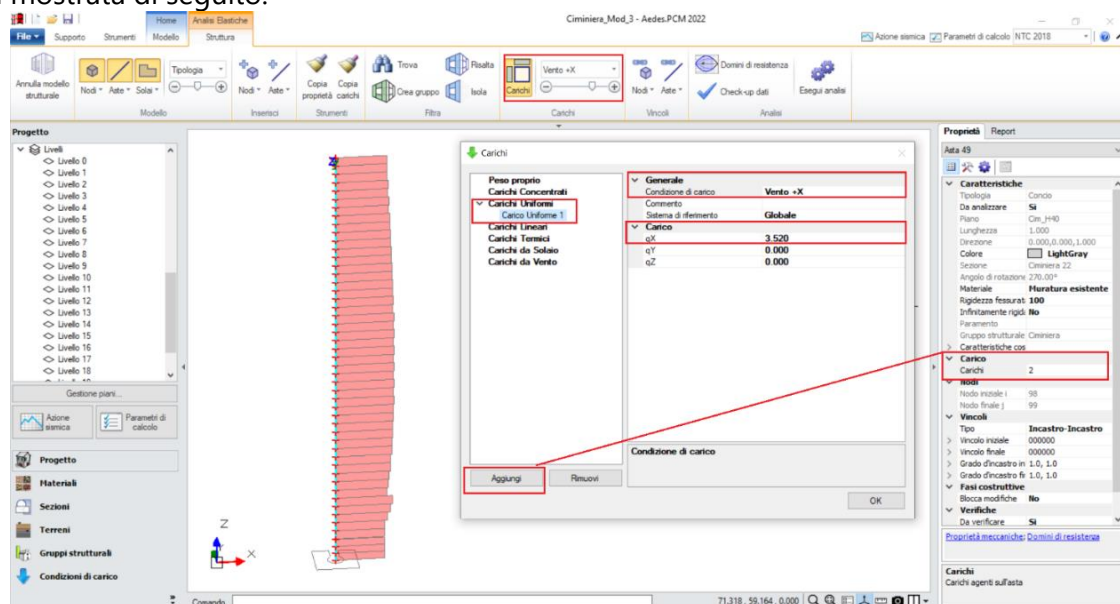 mostrata di seguito.
Home
Analisi Elastiche
Ciminiera_Mod_3 - Aedes.PCM 2022
File
Supporto
Strumenti
Modello
Struttura
Azione sismica
Parametri di calcolo
NTC 2018
Annulla modello strutturale
Nodi
Aste
Solai
Tipologia
Modello
Nodi
Aste
Inserisci
Copia proprietà
Copia carichi
Strumenti
Trova
Crea gruppo
Risalta
Isola
Filtra
Carichi
Vento +X
Carichi
Nodi
Aste
Vincoli
Domini di resistenza
Check-up dati
Esegui analisi
Analisi
Progetto
Livelli
Livello 0
Livello 1
Livello 2
Livello 3
Livello 4
Livello 5
Livello 6
Livello 7
Livello 8
Livello 9
Livello 10
Livello 11
Livello 12
Livello 13
Livello 14
Livello 15
Livello 16
Livello 17
Livello 18
Gestione piani...
Azione sismica
Parametri di calcolo
Progetto
Materiali
Sezioni
Terreni
Gruppi strutturali
Condizioni di carico
Z
Z
X
Carichi
Peso proprio
Carichi Concentrati
Carichi Uniformi
Carico Uniforme 1
Carichi Lineari
Carichi Termici
Carichi da Solaio
Carichi da Vento
Generale
Condizione di carico Vento +X
Commento
Sistema di riferimento Globale
Carico
qX 3.520
qY 0.000
qZ 0.000
Condizione di carico
Aggiungi
Rimuovi
OK
Proprietà
Report
Asta 49
Caratteristiche
Tipologia Concio
Da analizzare Si
Piano Cim_H40
Lunghezza 1.000
Direzione 0.000,0.000,1.000
Colore LightGray
Sezione Ciminiera 22
Angolo di rotazione 270.00°
Materiale Muratura esistente
Rigidezza fessurat 100
Infinitamente rigid No
Paramento
Gruppo strutturale Ciminiera
Caratteristiche cos
Carico
Carichi 2
Nodi
Nodo iniziale i 98
Nodo finale j 99
Vincoli
Tipo Incastro-Incastro
Vincolo iniziale 000000
Vincolo finale 000000
Grado d'incastro in 1.0, 1.0
Grado d'incastro fi 1.0, 1.0
Fasi costruttive
Blocca modifiche No
Verifiche
Da verificare Si
Proprietà meccaniche; Domini di resistenza
Carichi
Carichi agenti sull'asta
Comando
71.318 , 59.164 , 0.000